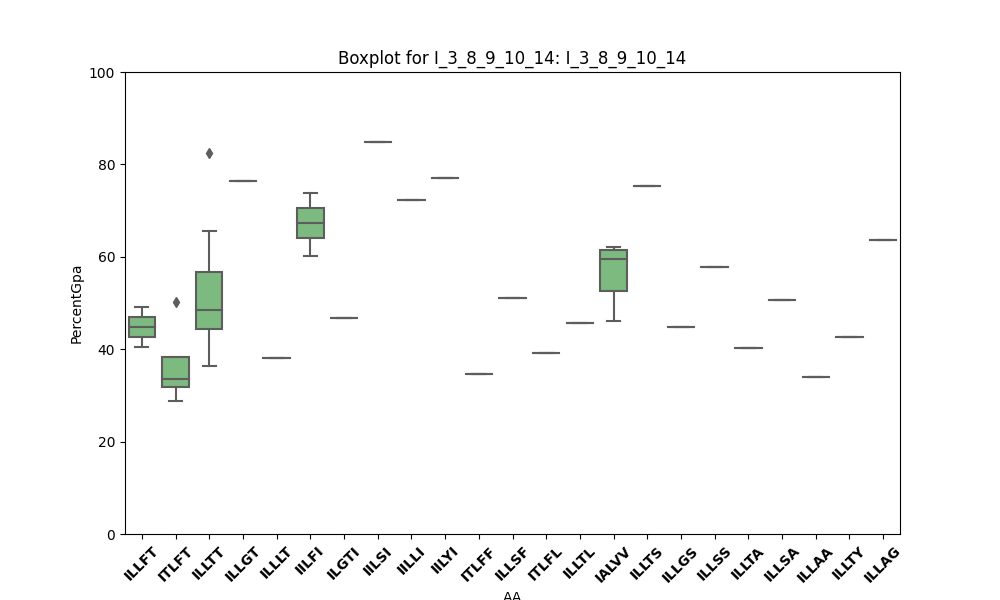 Boxplot for I_3_8_9_10_14: I_3_8_9_10_14
100
80
60
40
20
0
PercentGpa
ILLFT ITLFT ILLTT ILLGT ILLLT IILFI ILGTI IILSI IILLI IILYI ITLFF ILLSF ITLFL ILLTL IALVV ILLTS ILLGS ILLSS ILLTA ILLSA ILLAA ILLTY ILLAG
AA